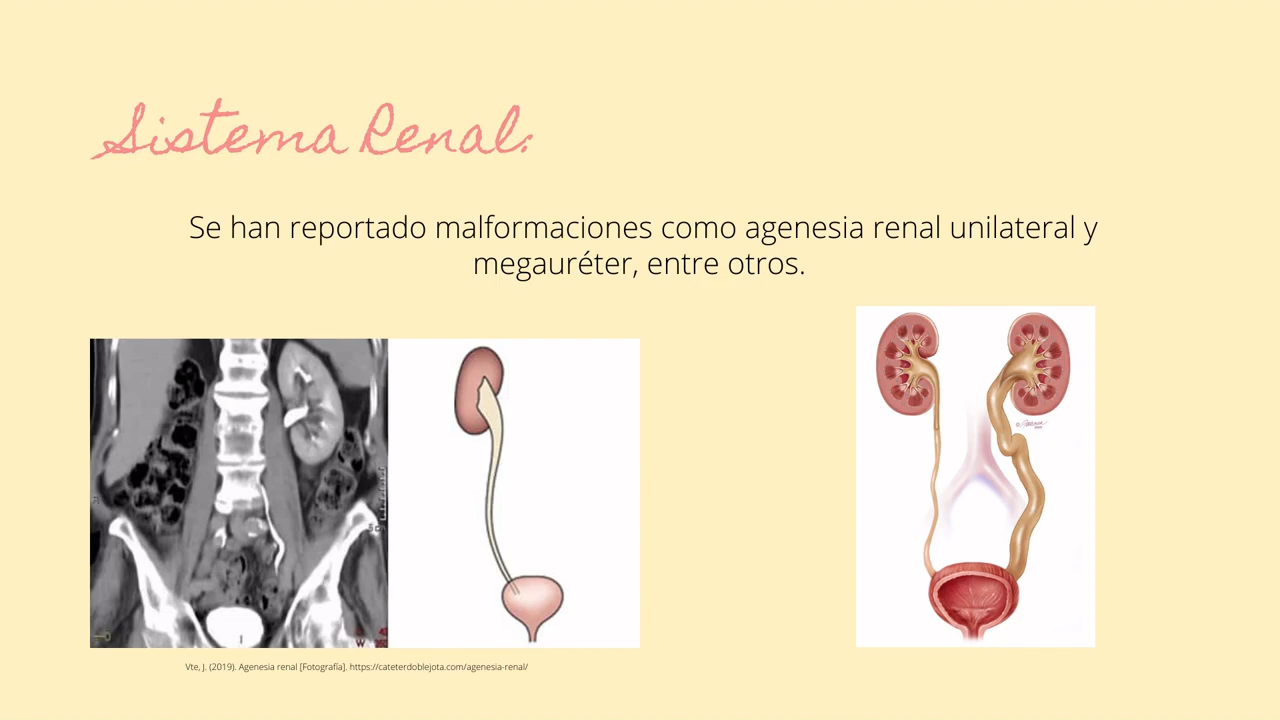 Sistema Renal:
Se han reportado malformaciones como agenesia renal unilateral y
megauréter, entre otros.
Vte, J. (2019). Agenesia renal [Fotografía]. https://cateterdoblejota.com/agenesia-renal/